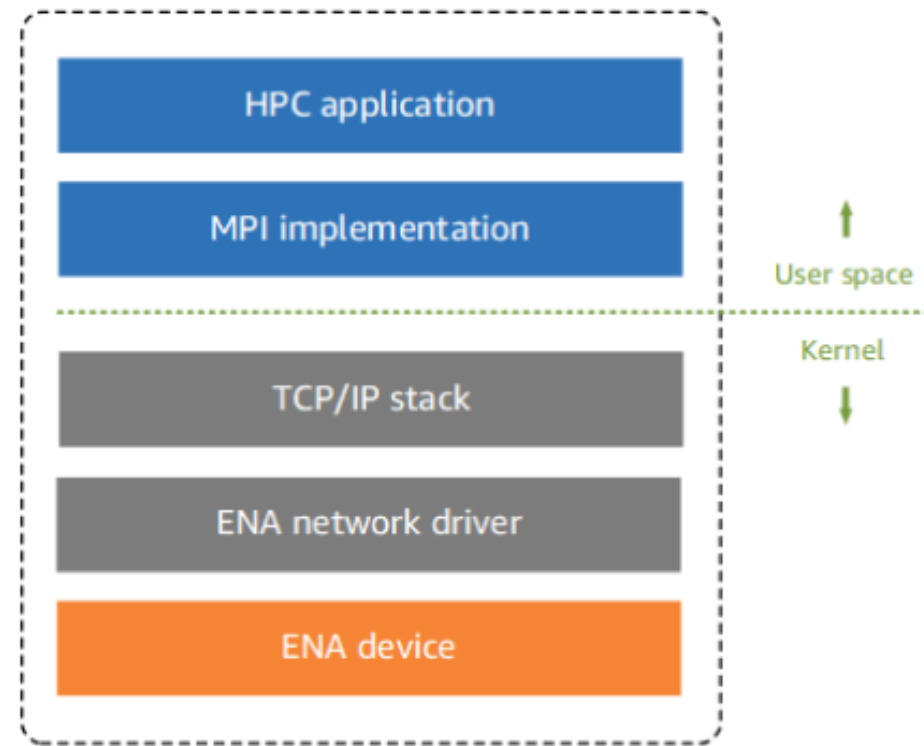 HPC application
MPI implementation
User space
Kernel
TCP/IP stack
ENA network driver
ENA device